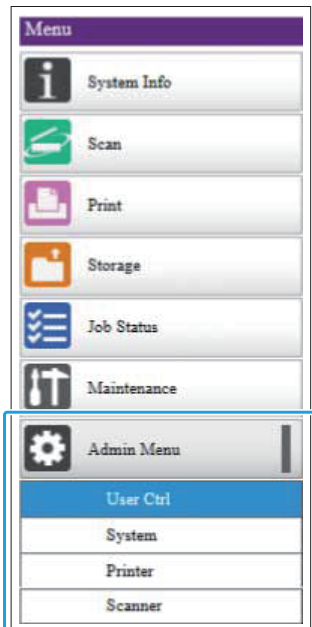 Menu
System Info
Scan
Print
Storage
Job Status
Maintenance
Admin Menu
User Ctrl
System
Printer
Scanner